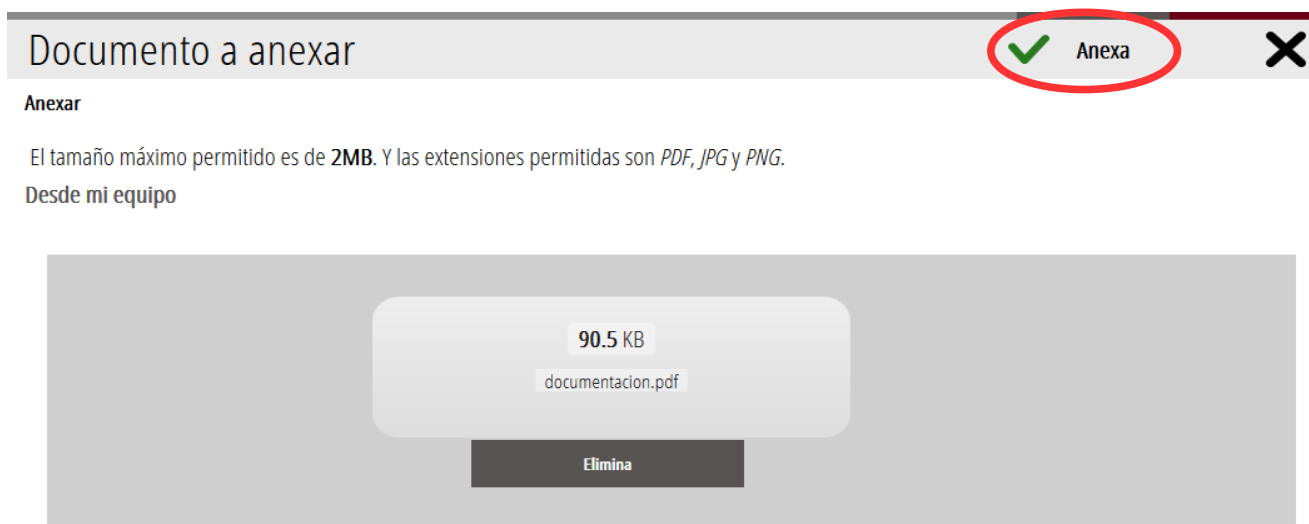 Documento a anexar
Anexa
Anexar
El tamaño máximo permitido es de 2MB. Y las extensiones permitidas son PDF, JPG y PNG.
Desde mi equipo
90.5 KB
documentacion.pdf
Elimina